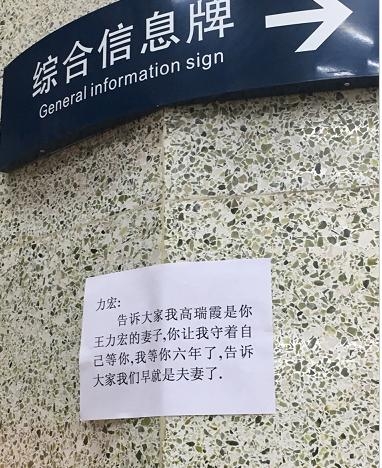 综合信息牌
General information sign
力宏:
告诉大家我高瑞霞是你
王力宏的妻子,你让我守着自
己等你,我等你六年了,告诉
大家我们早就是夫妻了.